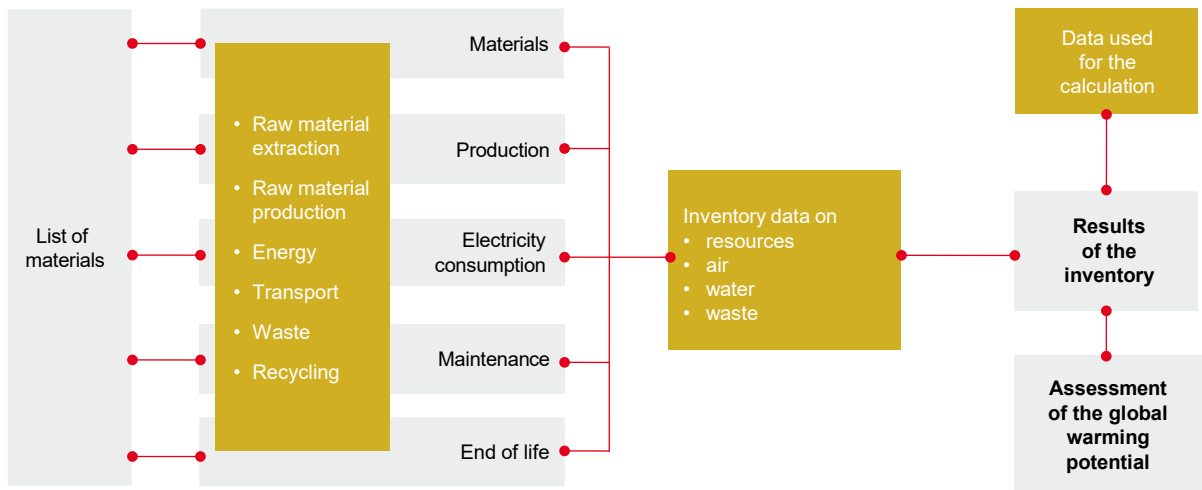 List of
materials
• Raw material
extraction
• Raw material
production
• Energy
• Transport
• Waste
• Recycling
Materials
Production
Electricity
consumption
Maintenance
End of life
Inventory data on
• resources
• air
• water
• waste
Data used
for the
calculation
Results
of the
inventory
Assessment
of the global
warming
potential